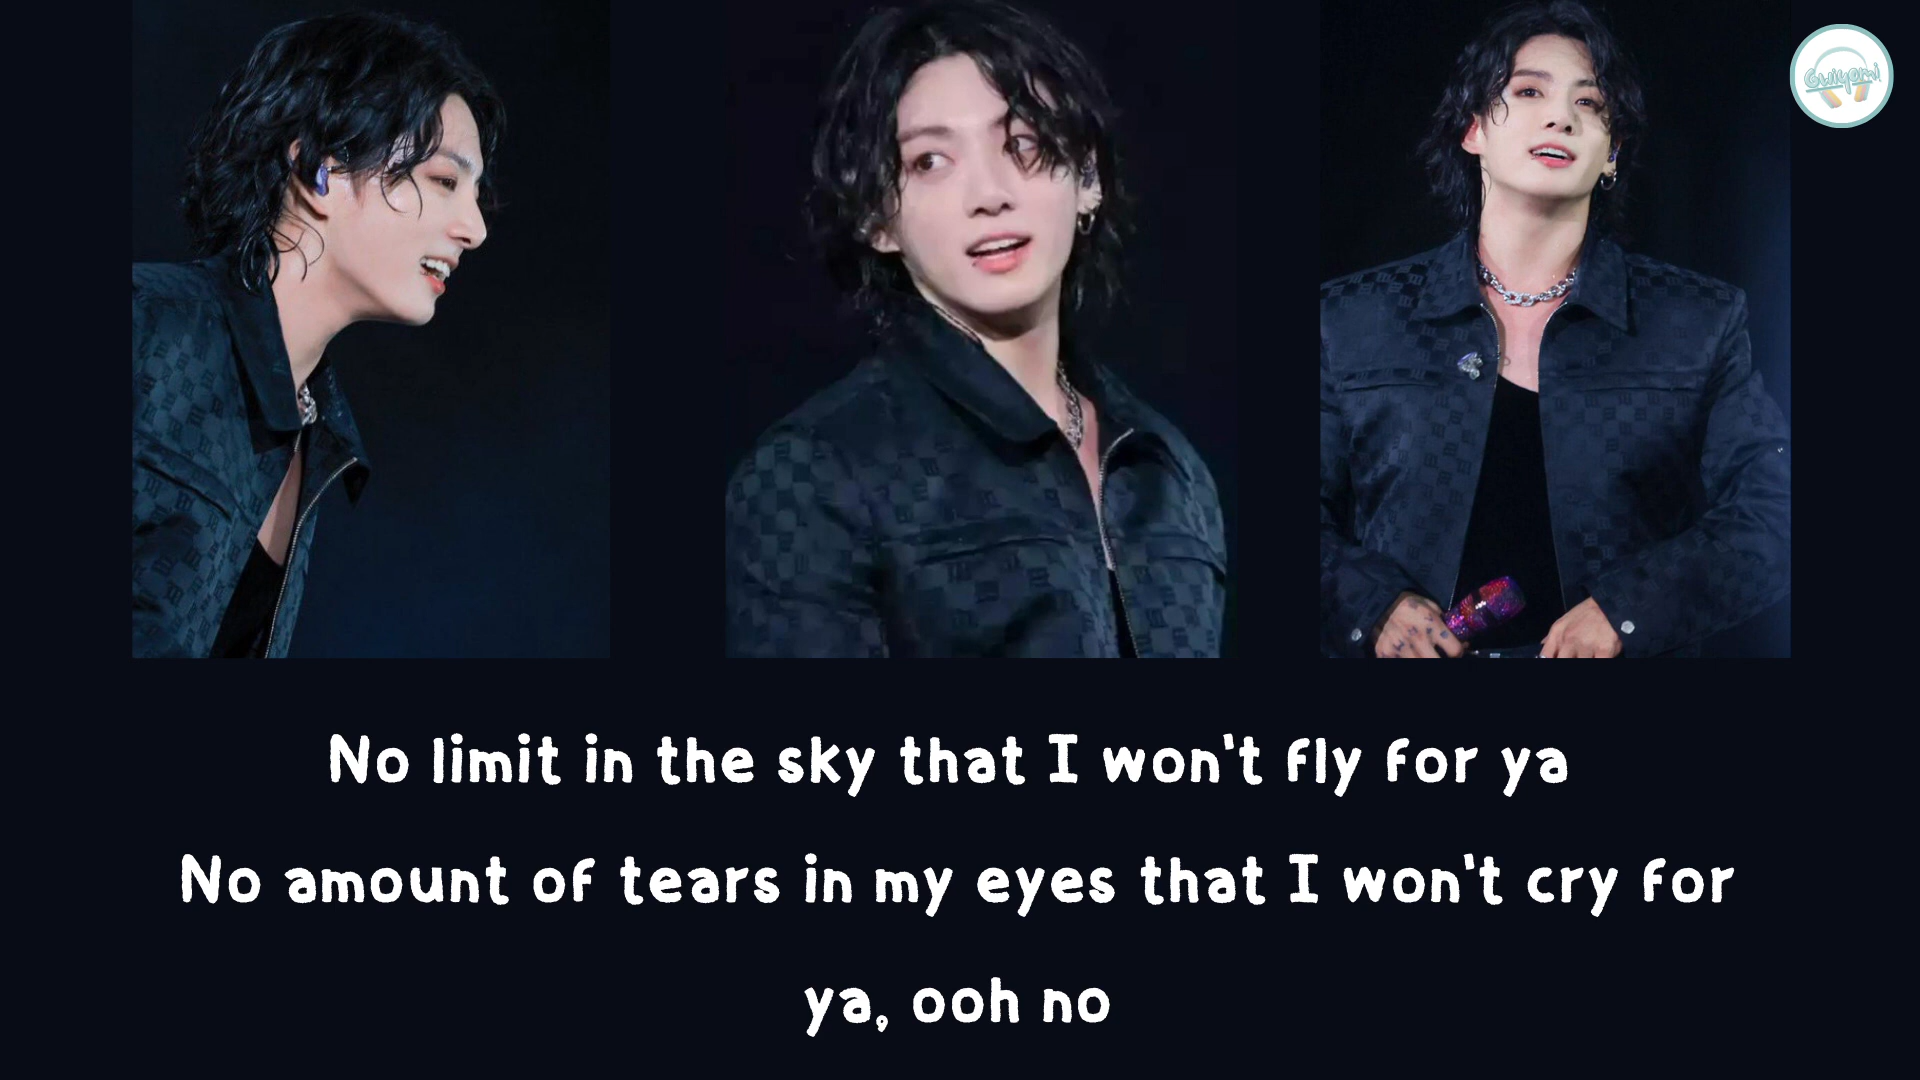 Gwiyomi
No limit in the sky that I won't fly for ya
No amount of tears in my eyes that I won't cry for
ya, ooh no